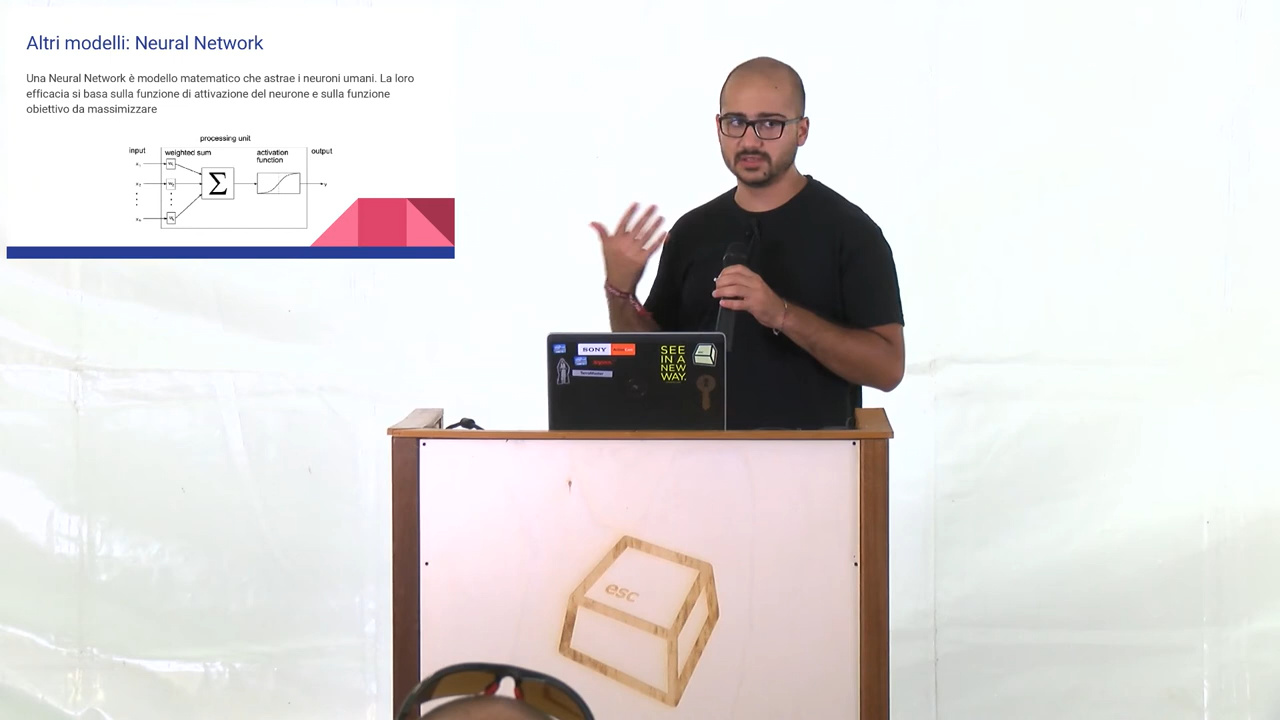 Altri modelli: Neural Network
Una Neural Network è modello matematico che astrae i neuroni umani. La loro
efficacia si basa sulla funzione di attivazione del neurone e sulla funzione
obiettivo da massimizzare
processing unit
input
weighted sum
activation
function
output
Σ
SONY
SEE
IN A
NEW
WAY.
esc